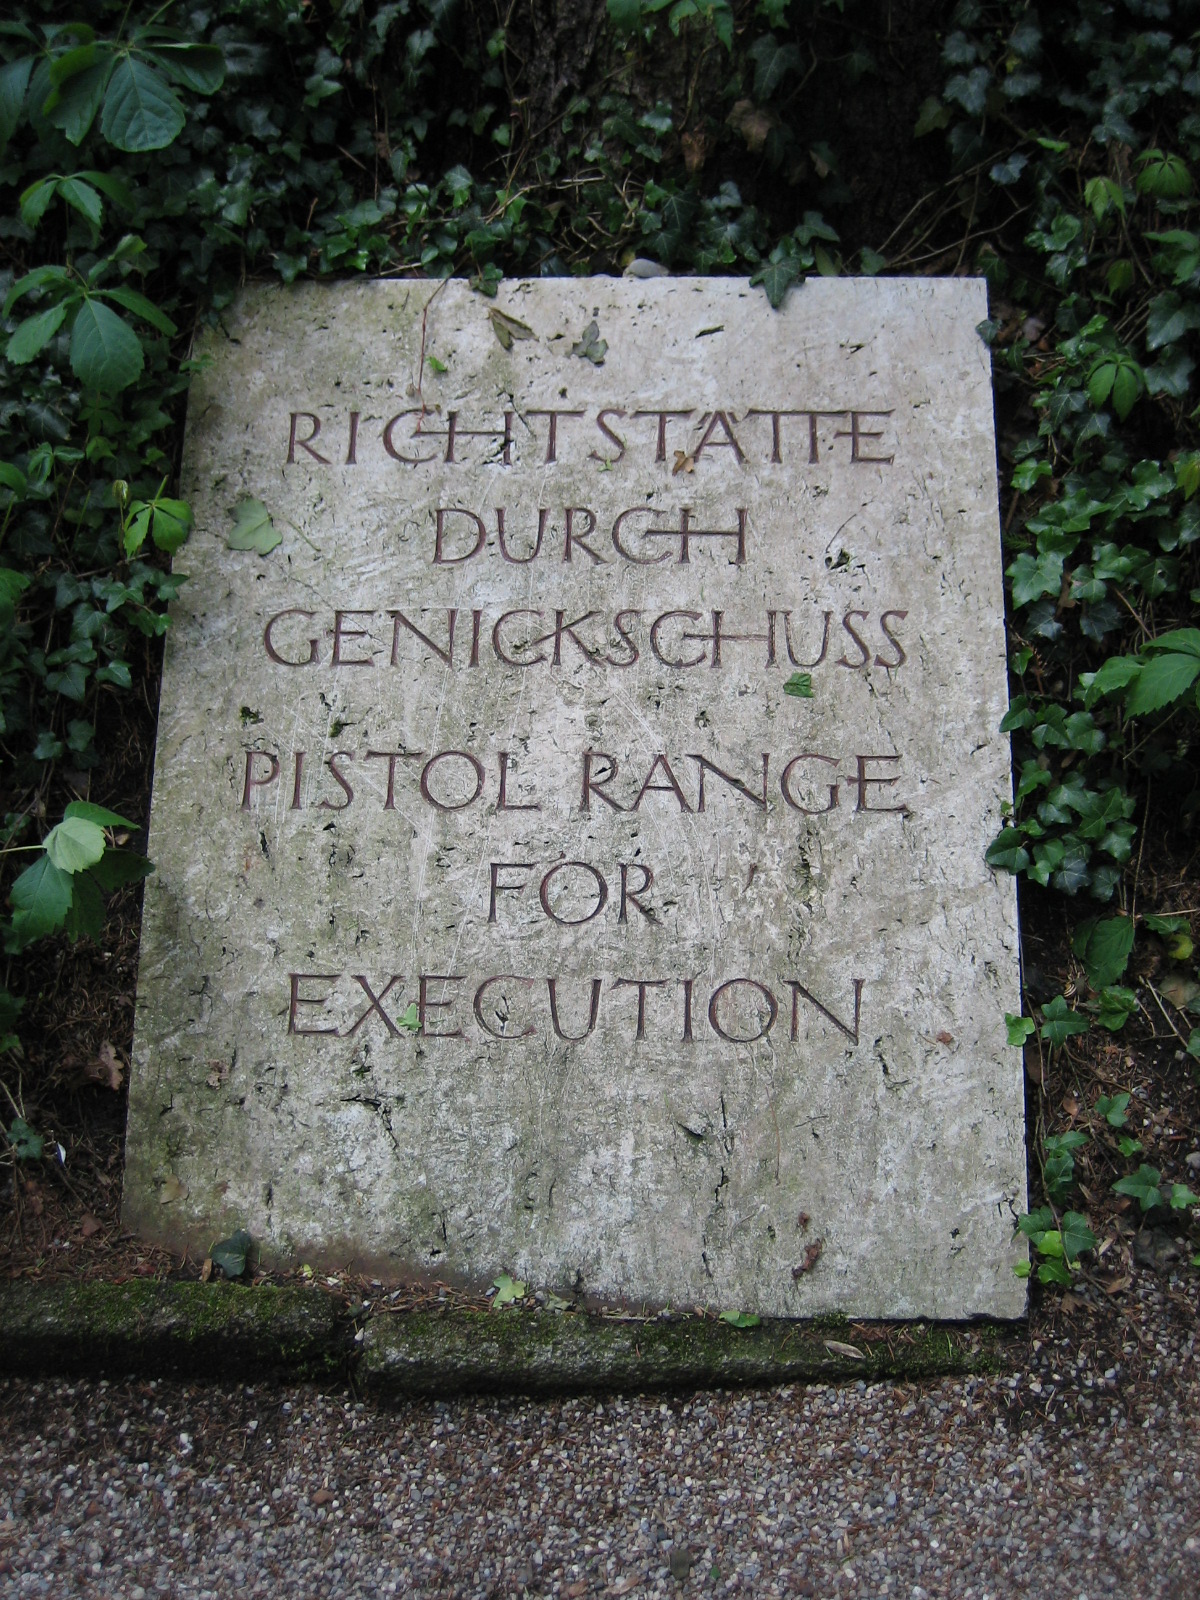 RICHTSTÄTTE
DURCH
GENICKSCHUSS
PISTOL RANGE
FOR
EXECUTION